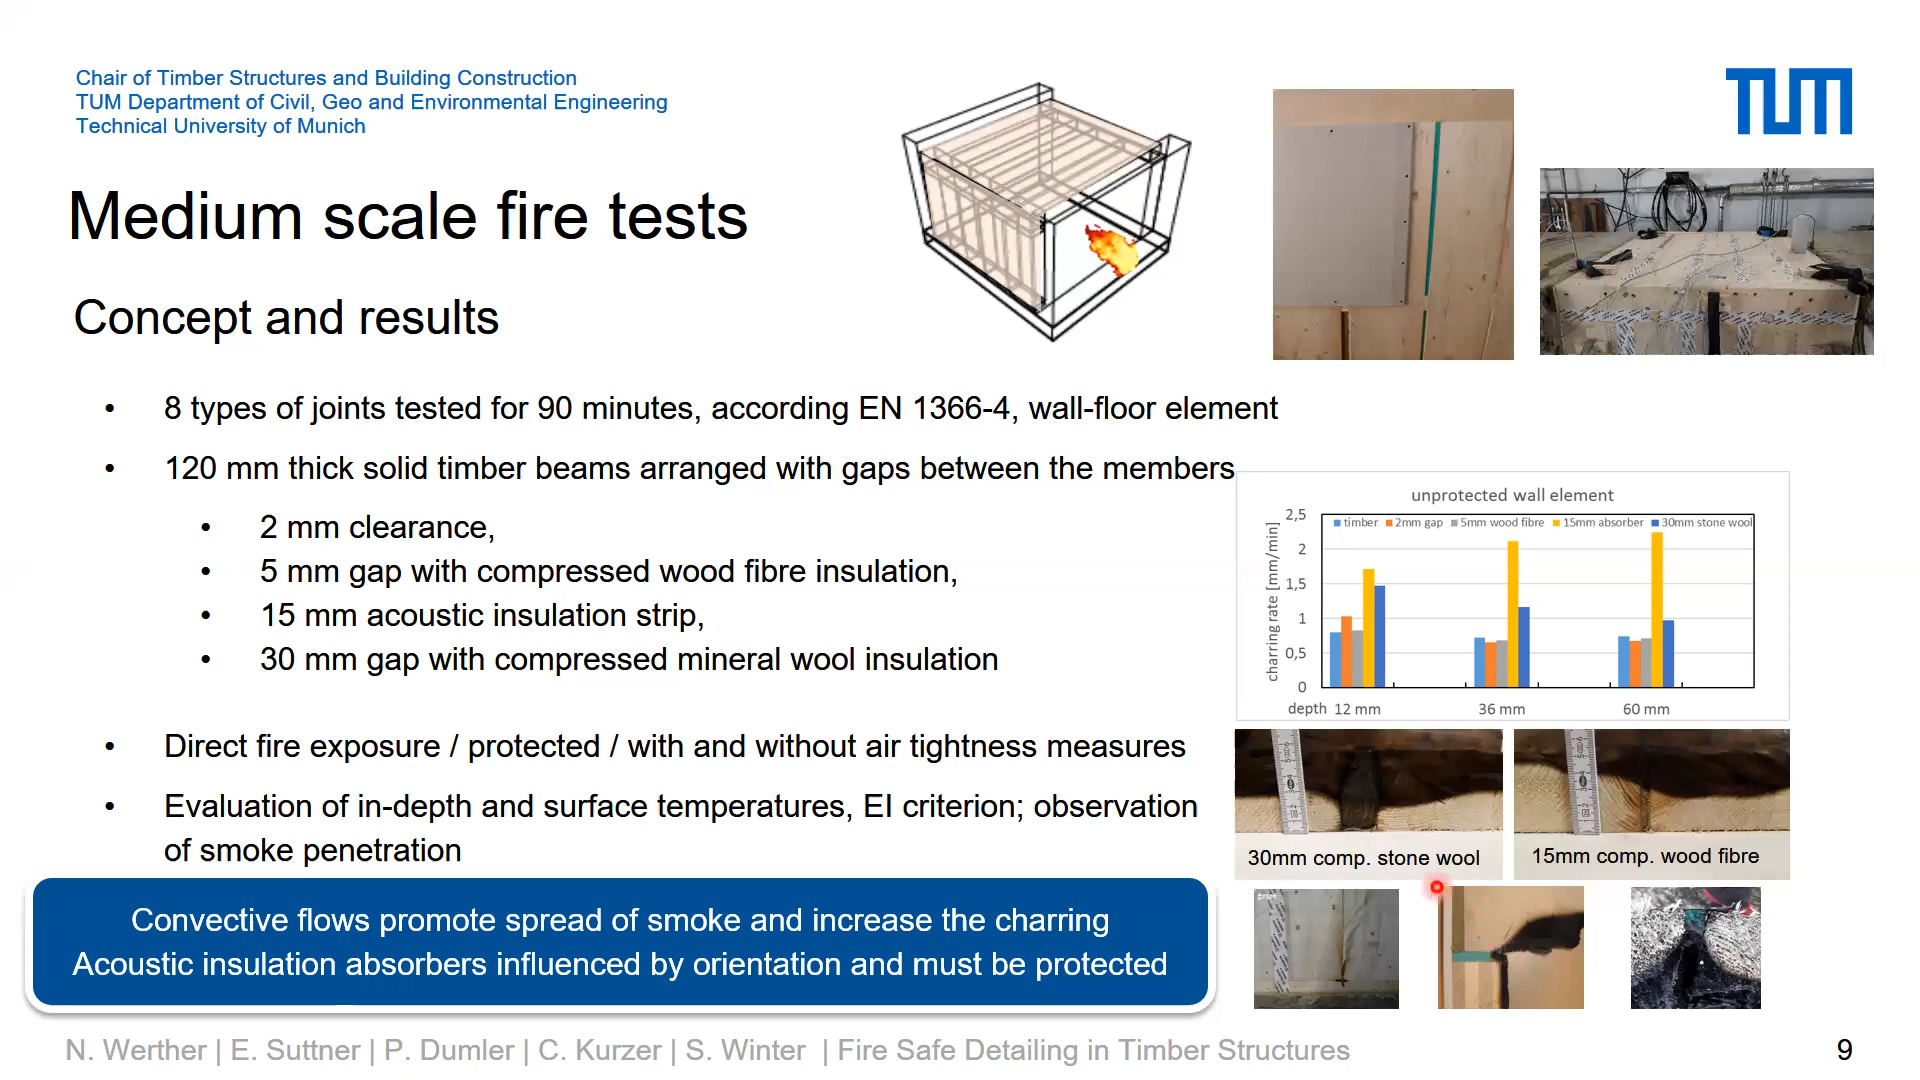 Chair of Timber Structures and Building Construction
TUM Department of Civil, Geo and Environmental Engineering
Technical University of Munich
TUM
Medium scale fire tests
Concept and results
• 8 types of joints tested for 90 minutes, according EN 1366-4, wall-floor element
• 120 mm thick solid timber beams arranged with gaps between the members
• 2 mm clearance,
• 5 mm gap with compressed wood fibre insulation,
• 15 mm acoustic insulation strip,
• 30 mm gap with compressed mineral wool insulation
• Direct fire exposure / protected / with and without air tightness measures
• Evaluation of in-depth and surface temperatures, EI criterion; observation
of smoke penetration
Convective flows promote spread of smoke and increase the charring
Acoustic insulation absorbers influenced by orientation and must be protected
unprotected wall element
timber 2mm gap 5mm wood fibre 15mm absorber 30mm stone wool
charring rate [mm/min]
2,5
2
1,5
1
0,5
0
depth 12 mm 36 mm 60 mm
30mm comp. stone wool
15mm comp. wood fibre
N. Werther | E. Suttner | P. Dumler | C. Kurzer | S. Winter | Fire Safe Detailing in Timber Structures
9